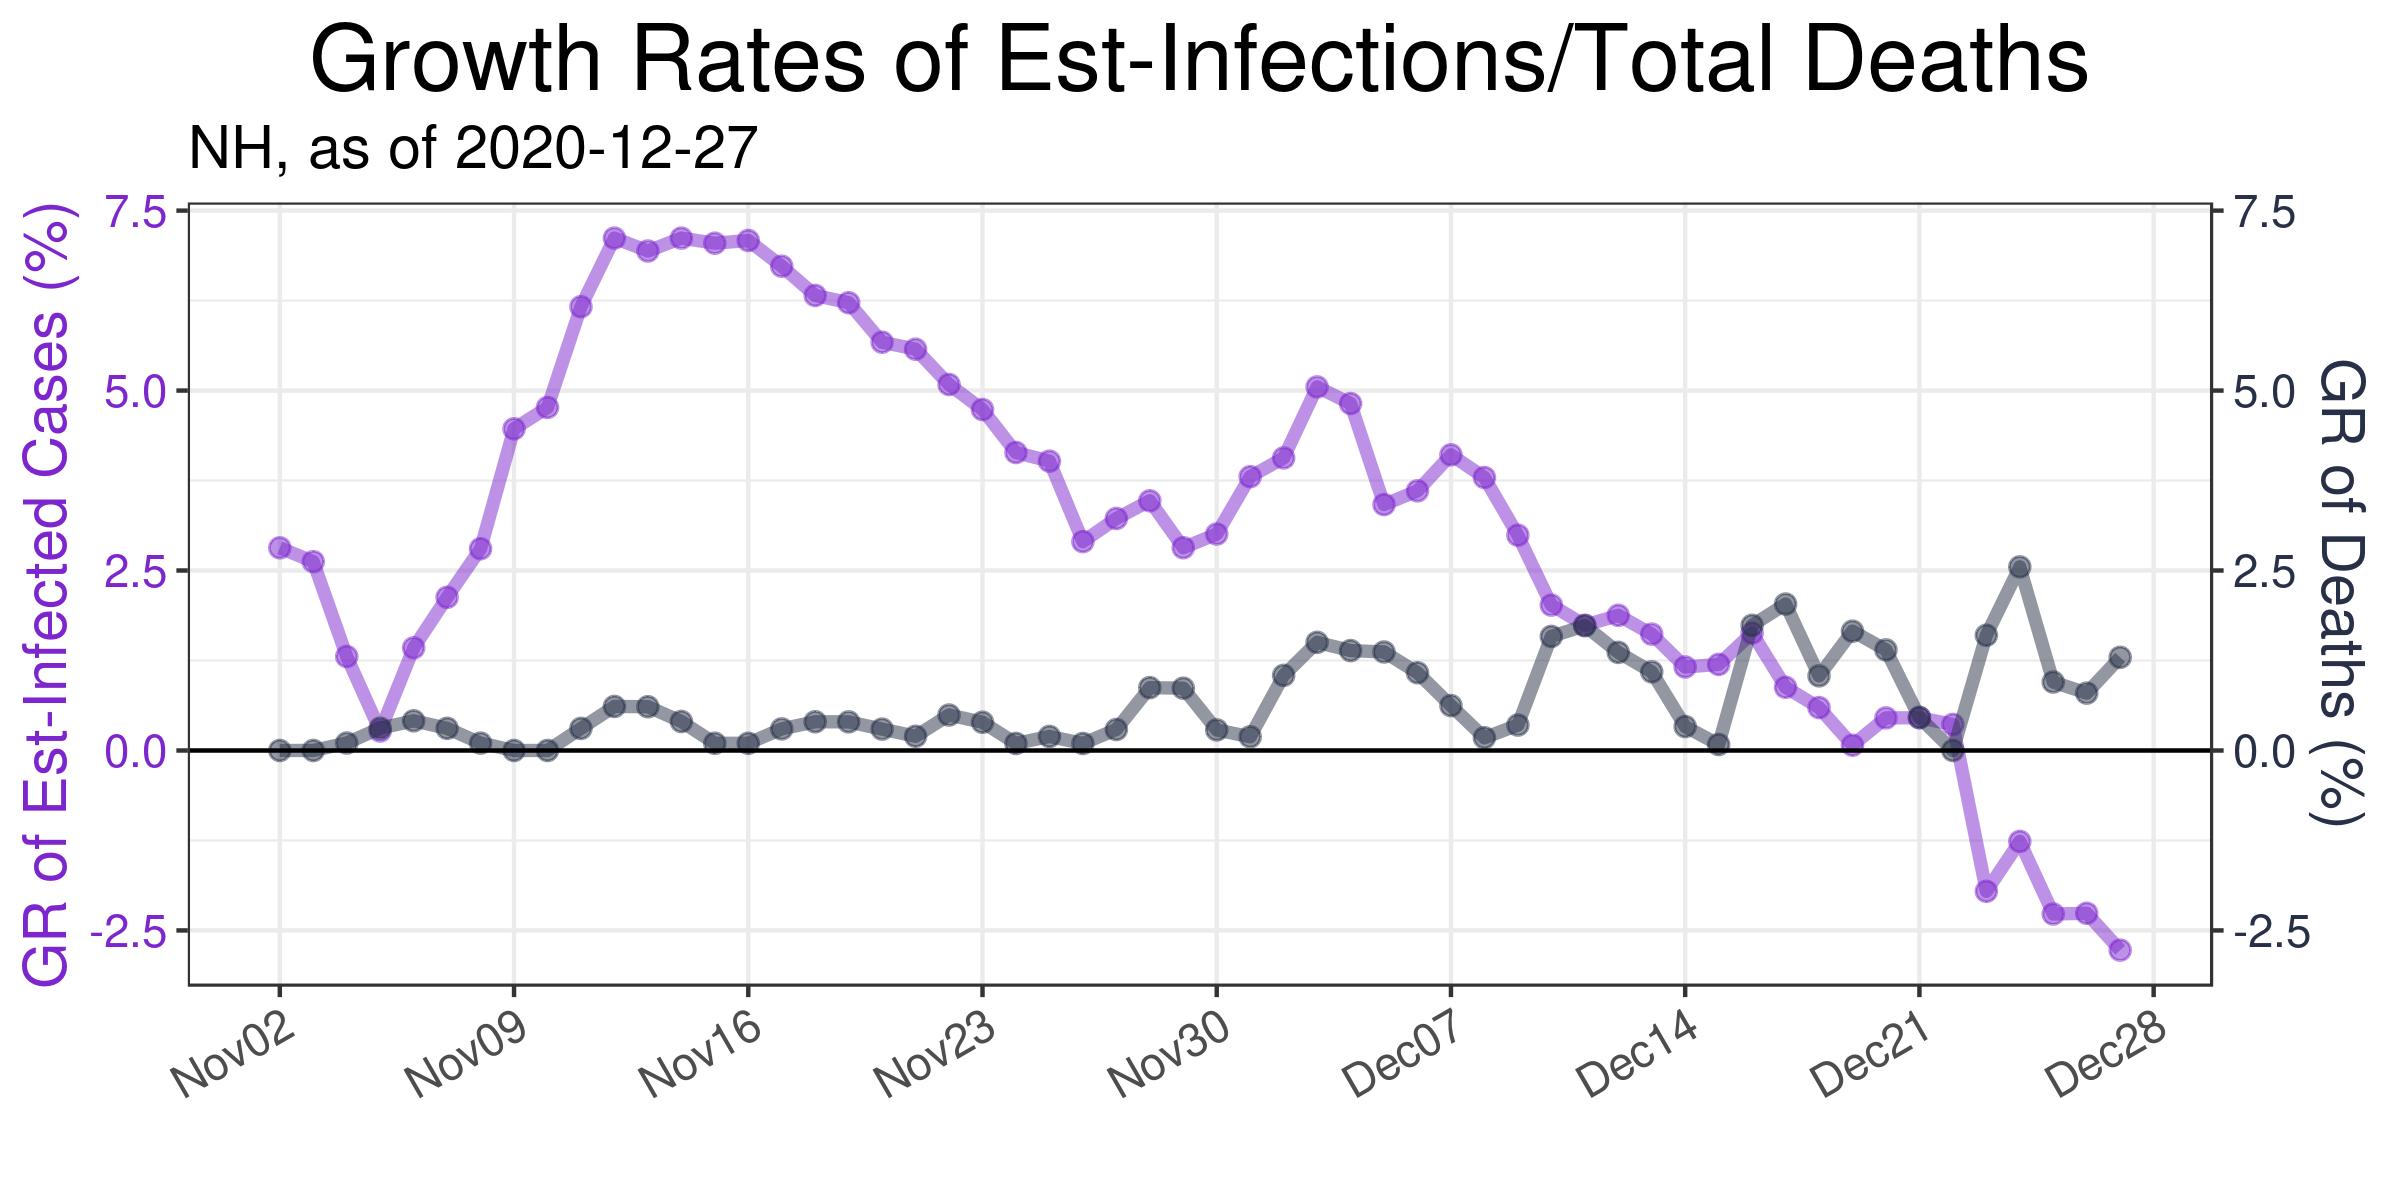 Growth Rates of Est-Infections/Total Deaths
NH, as of 2020-12-27
GR of Est-Infected Cases (%)
7.5
5.0
2.5
0.0
-2.5
7.5
5.0
2.5
0.0
-2.5
GR of Deaths (%)
Nov02
Nov09
Nov16
Nov23
Nov30
Dec07
Dec14
Dec21
Dec28